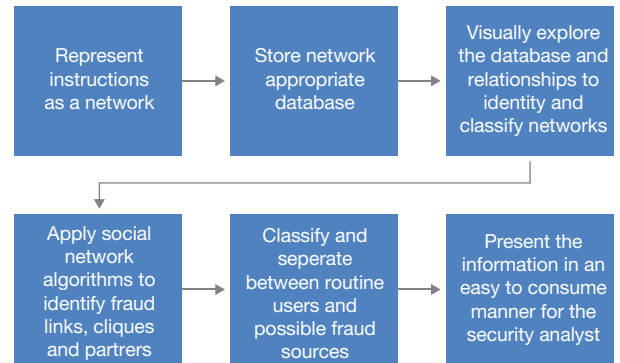 Represent
instructions
as a network
Store network
appropriate
database
Visually explore
the database and
relationships to
identity and
classify networks
Apply social
network
algorithms to
identify fraud
links, cliques
and partrers
Classify and
seperate
between routine
users and
possible fraud
sources
Present the
information in an
easy to consume
manner for the
security analyst